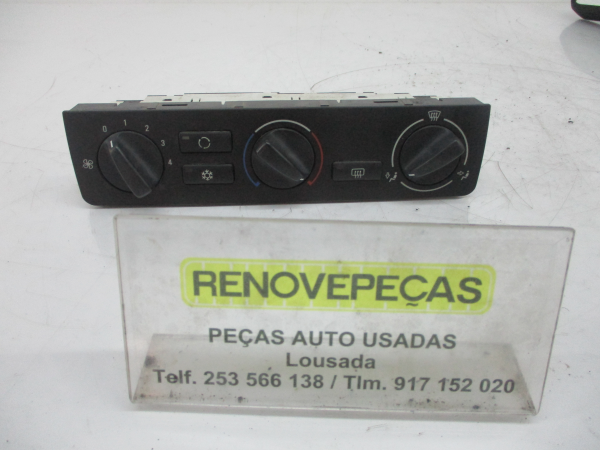 0 1 2 3 4
RENOVEPEÇAS
PEÇAS AUTO USADAS
Lousada
Telf. 253 566 138 / Tlm. 917 152 020